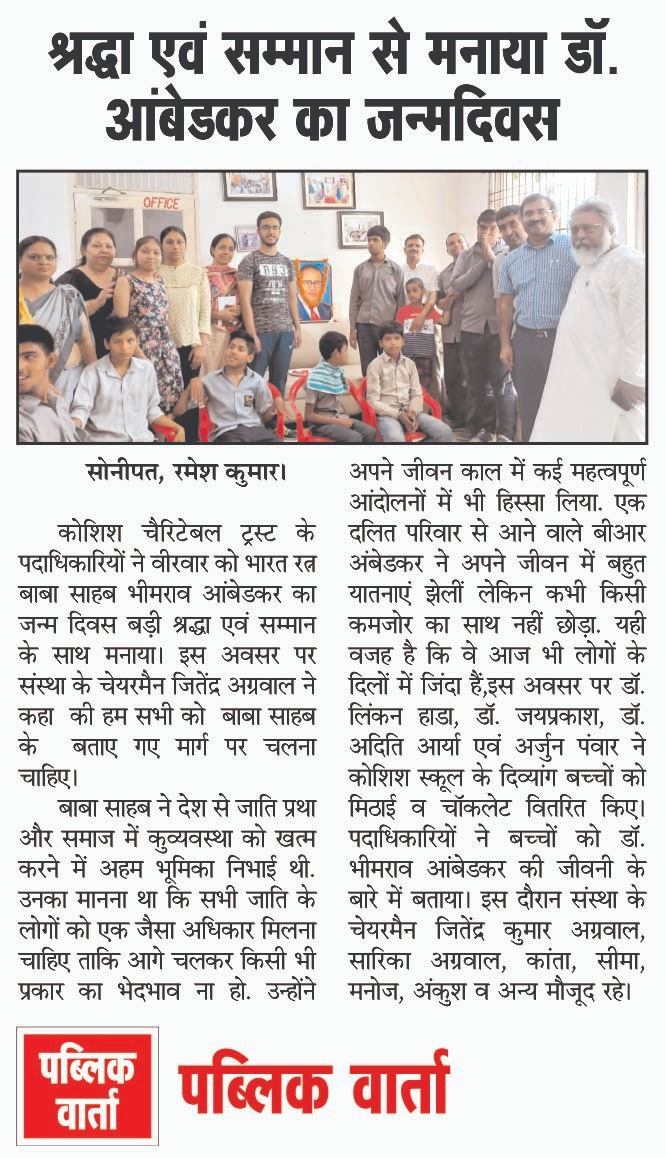 श्रद्धा एवं सम्मान से मनाया डॉ.
आंबेडकर का जन्मदिवस
OFFICE
सोनीपत, रमेश कुमार।
कोशिश चैरिटेबल ट्रस्ट के
पदाधिकारियों ने वीरवार को भारत रत्न
बाबा साहब भीमराव आंबेडकर का
जन्म दिवस बड़ी श्रद्धा एवं सम्मान
के साथ मनाया। इस अवसर पर
संस्था के चेयरमैन जितेंद्र अग्रवाल ने
कहा की हम सभी को बाबा साहब
के बताए गए मार्ग पर चलना
चाहिए।
बाबा साहब ने देश से जाति प्रथा
और समाज में कुव्यवस्था को खत्म
करने में अहम भूमिका निभाई थी.
उनका मानना था कि सभी जाति के
लोगों को एक जैसा अधिकार मिलना
चाहिए ताकि आगे चलकर किसी भी
प्रकार का भेदभाव ना हो. उन्होंने
अपने जीवन काल में कई महत्वपूर्ण
आंदोलनों में भी हिस्सा लिया. एक
दलित परिवार से आने वाले बीआर
अंबेडकर ने अपने जीवन में बहुत
यातनाएं झेलीं लेकिन कभी किसी
कमजोर का साथ नहीं छोड़ा. यही
वजह है कि वे आज भी लोगों के
दिलों में जिंदा हैं,इस अवसर पर डॉ.
लिंकन हाडा, डॉ. जयप्रकाश, डॉ.
अदिति आर्या एवं अर्जुन पंवार ने
कोशिश स्कूल के दिव्यांग बच्चों को
मिठाई व चॉकलेट वितरित किए।
पदाधिकारियों ने बच्चों को डॉ.
भीमराव आंबेडकर की जीवनी के
बारे में बताया। इस दौरान संस्था के
चेयरमैन जितेंद्र कुमार अग्रवाल,
सारिका अग्रवाल, कांता, सीमा,
मनोज, अंकुश व अन्य मौजूद रहे।
पब्लिक
वार्ता
पब्लिक वार्ता